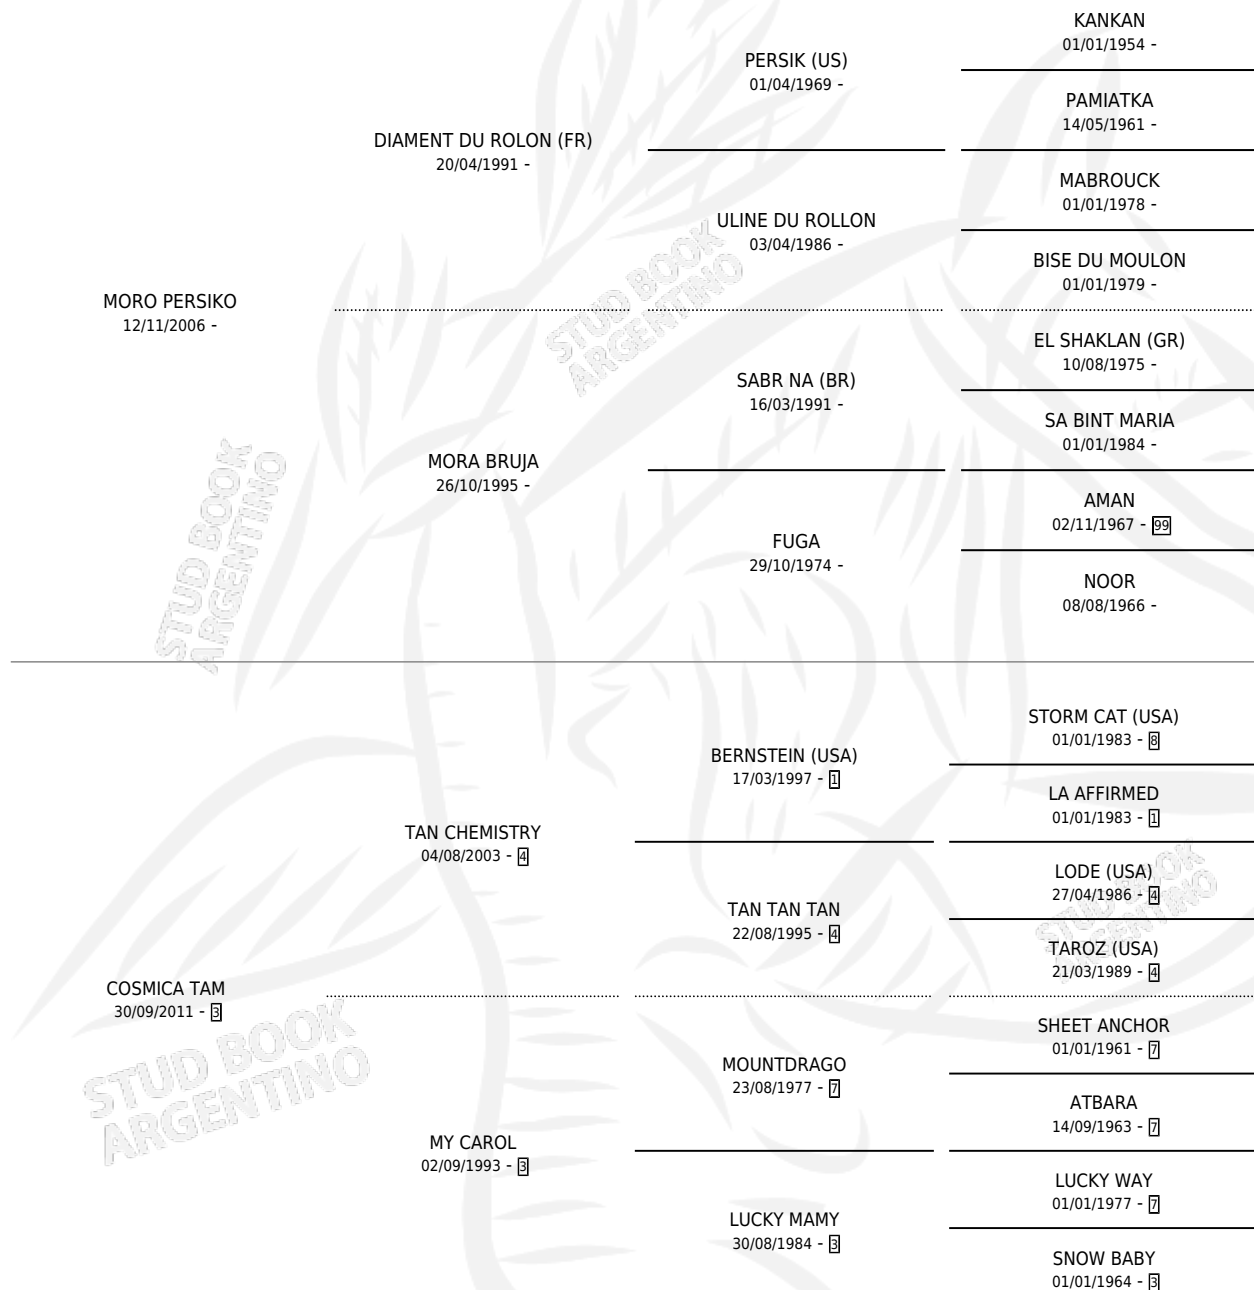 KANKAN
01/01/1954 -
PERSIK (US)
01/04/1969 -
PAMIATKA
14/05/1961 -
DIAMENT DU ROLON (FR)
20/04/1991 -
MABROUCK
01/01/1978 -
ULINE DU ROLLON
03/04/1986 -
BISE DU MOULON
01/01/1979 -
MORO PERSIKO
12/11/2006 -
EL SHAKLAN (GR)
10/08/1975 -
SABR NA (BR)
16/03/1991 -
SA BINT MARIA
01/01/1984 -
MORA BRUJA
26/10/1995 -
AMAN
02/11/1967 - 99
FUGA
29/10/1974 -
NOOR
08/08/1966 -
STUD BOOK
ARGENTINO
STUD BOOK
ARGENTINO
STORM CAT (USA)
01/01/1983 - 8
BERNSTEIN (USA)
17/03/1997 - 1
LA AFFIRMED
01/01/1983 - 1
TAN CHEMISTRY
04/08/2003 - 4
LODE (USA)
27/04/1986 - 4
TAN TAN TAN
22/08/1995 - 4
TAROZ (USA)
21/03/1989 - 4
COSMICA TAM
30/09/2011 - 3
SHEET ANCHOR
01/01/1961 - 7
MOUNTDRAGO
23/08/1977 - 7
ATBARA
14/09/1963 - 7
MY CAROL
02/09/1993 - 3
LUCKY WAY
01/01/1977 - 7
LUCKY MAMY
30/08/1984 - 3
SNOW BABY
01/01/1964 - 3
STUD BOOK
ARGENTINO
STUD BOOK
ARGENTINO